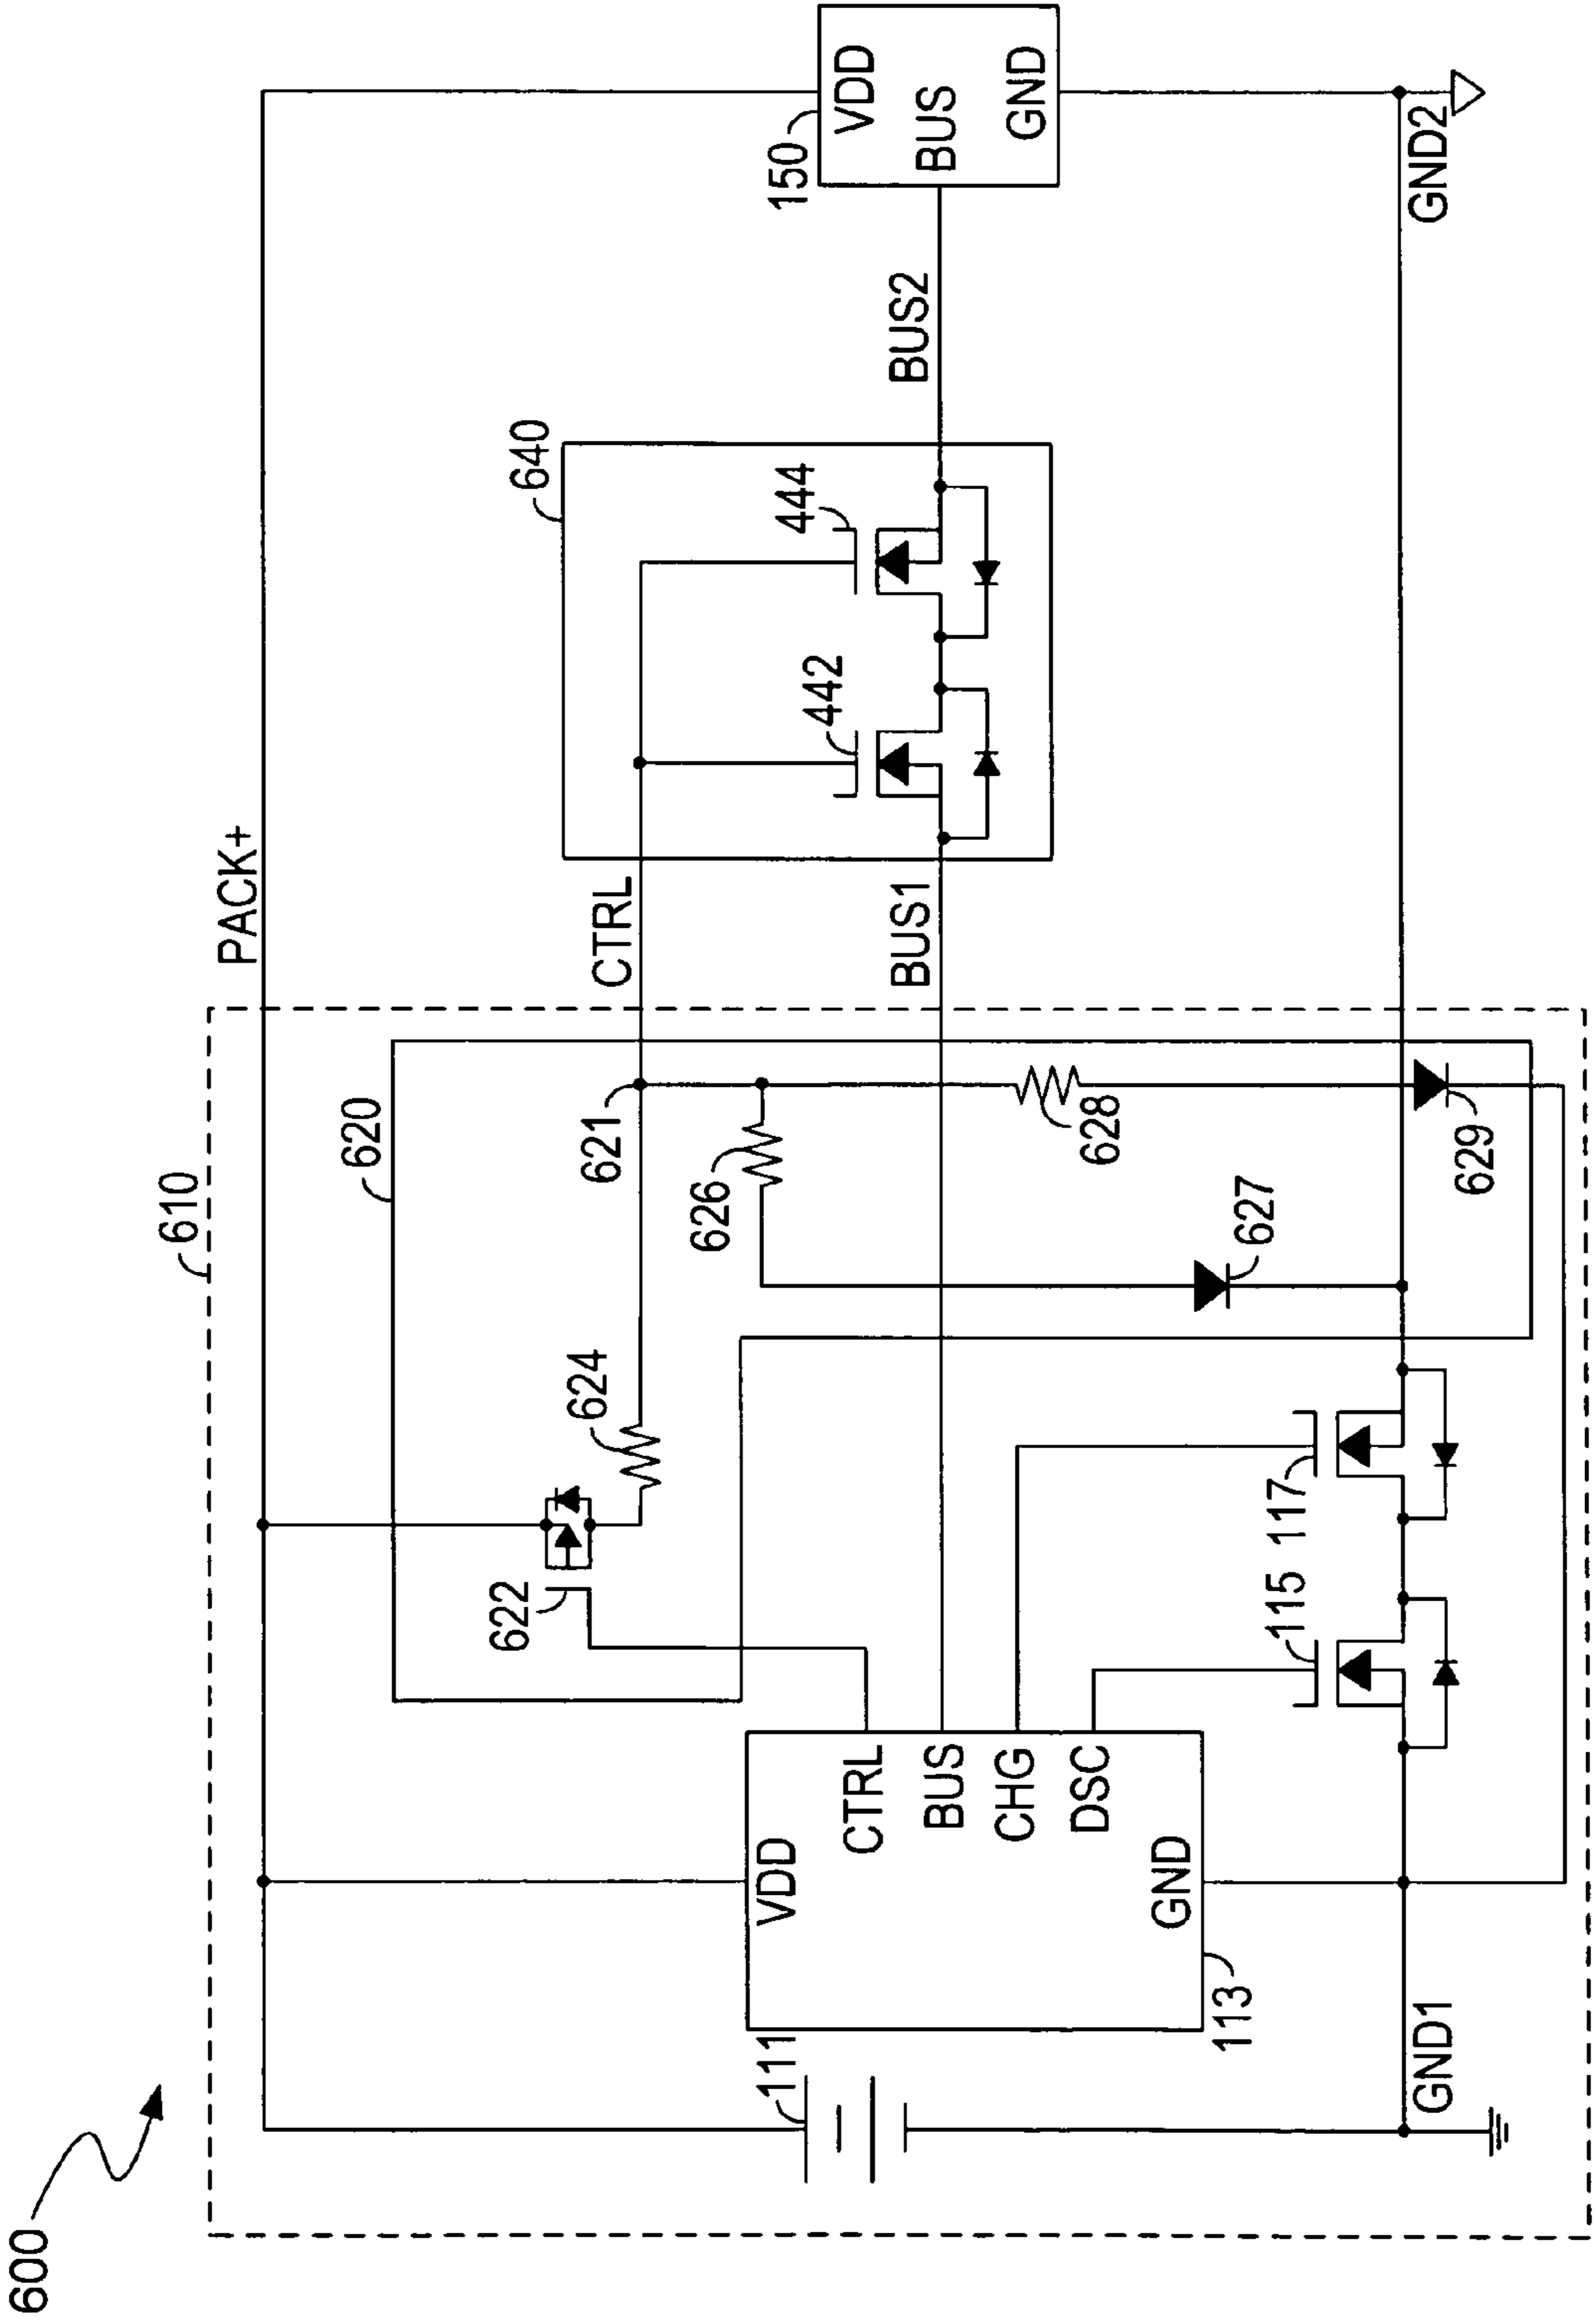 600
610
PACK+
620
640
CTRL
621
624
622
626
628
627
629
442
444
BUS1
BUS2
150
VDD
BUS
GND
GND2
111
113
VDD
CTRL
BUS
CHG
DSC
GND
115
117
GND1